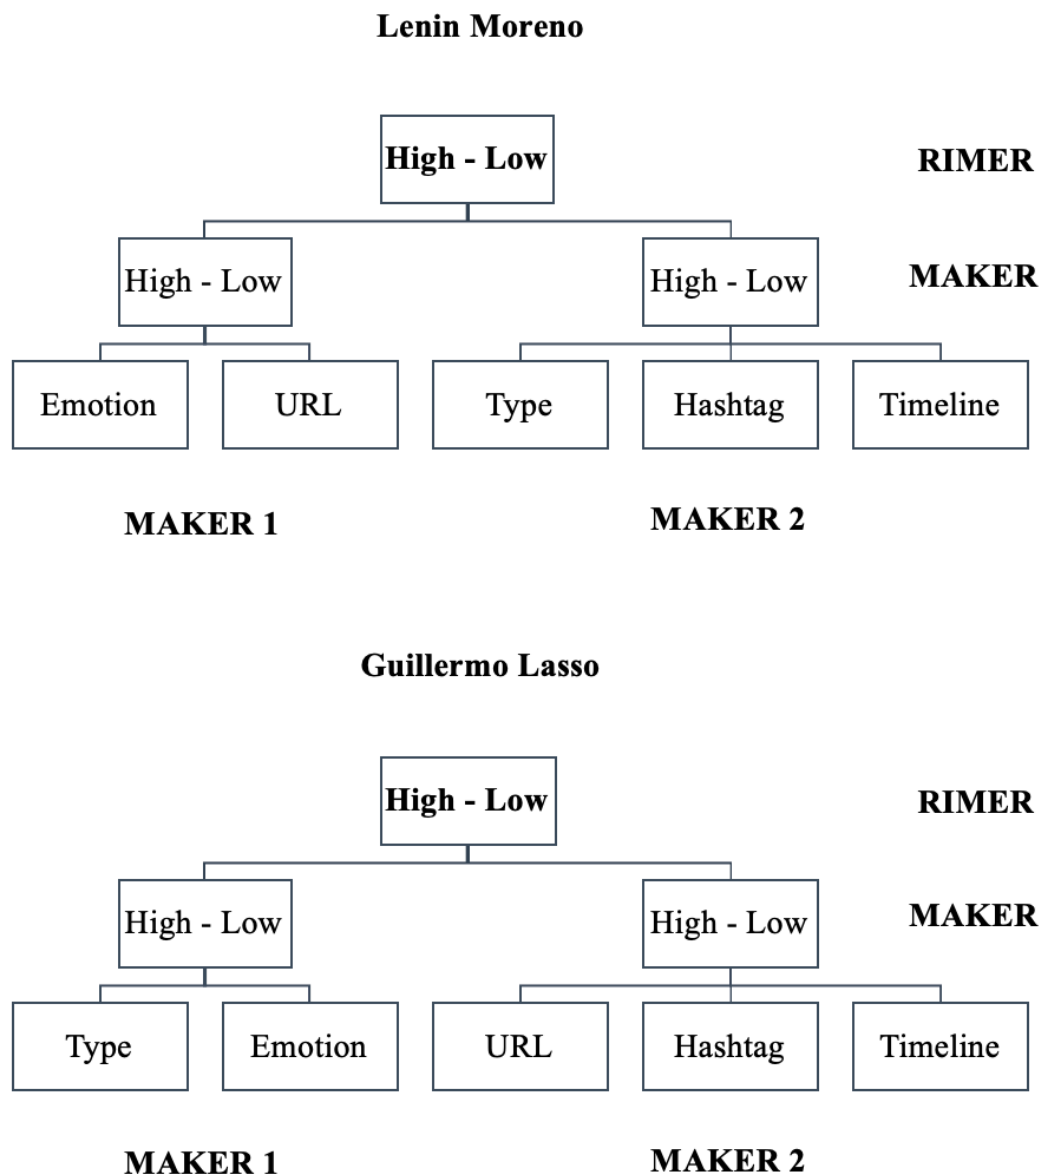 Lenin Moreno
High - Low
RIMER
High - Low
High - Low
MAKER
Emotion
URL
Type
Hashtag
Timeline
MAKER 1
MAKER 2
Guillermo Lasso
High - Low
RIMER
High - Low
High - Low
MAKER
Type
Emotion
URL
Hashtag
Timeline
MAKER 1
MAKER 2